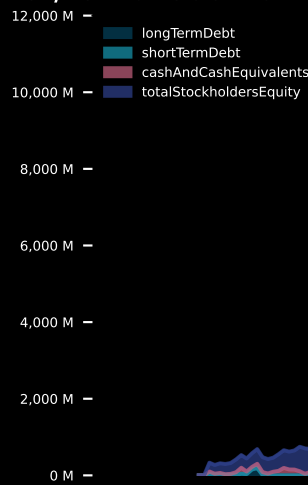 12,000 M
longTermDebt
shortTermDebt
cashAndCashEquivalents
totalStockholdersEquity
10,000 M
8,000 M
6,000 M
4,000 M
2,000 M
0 M